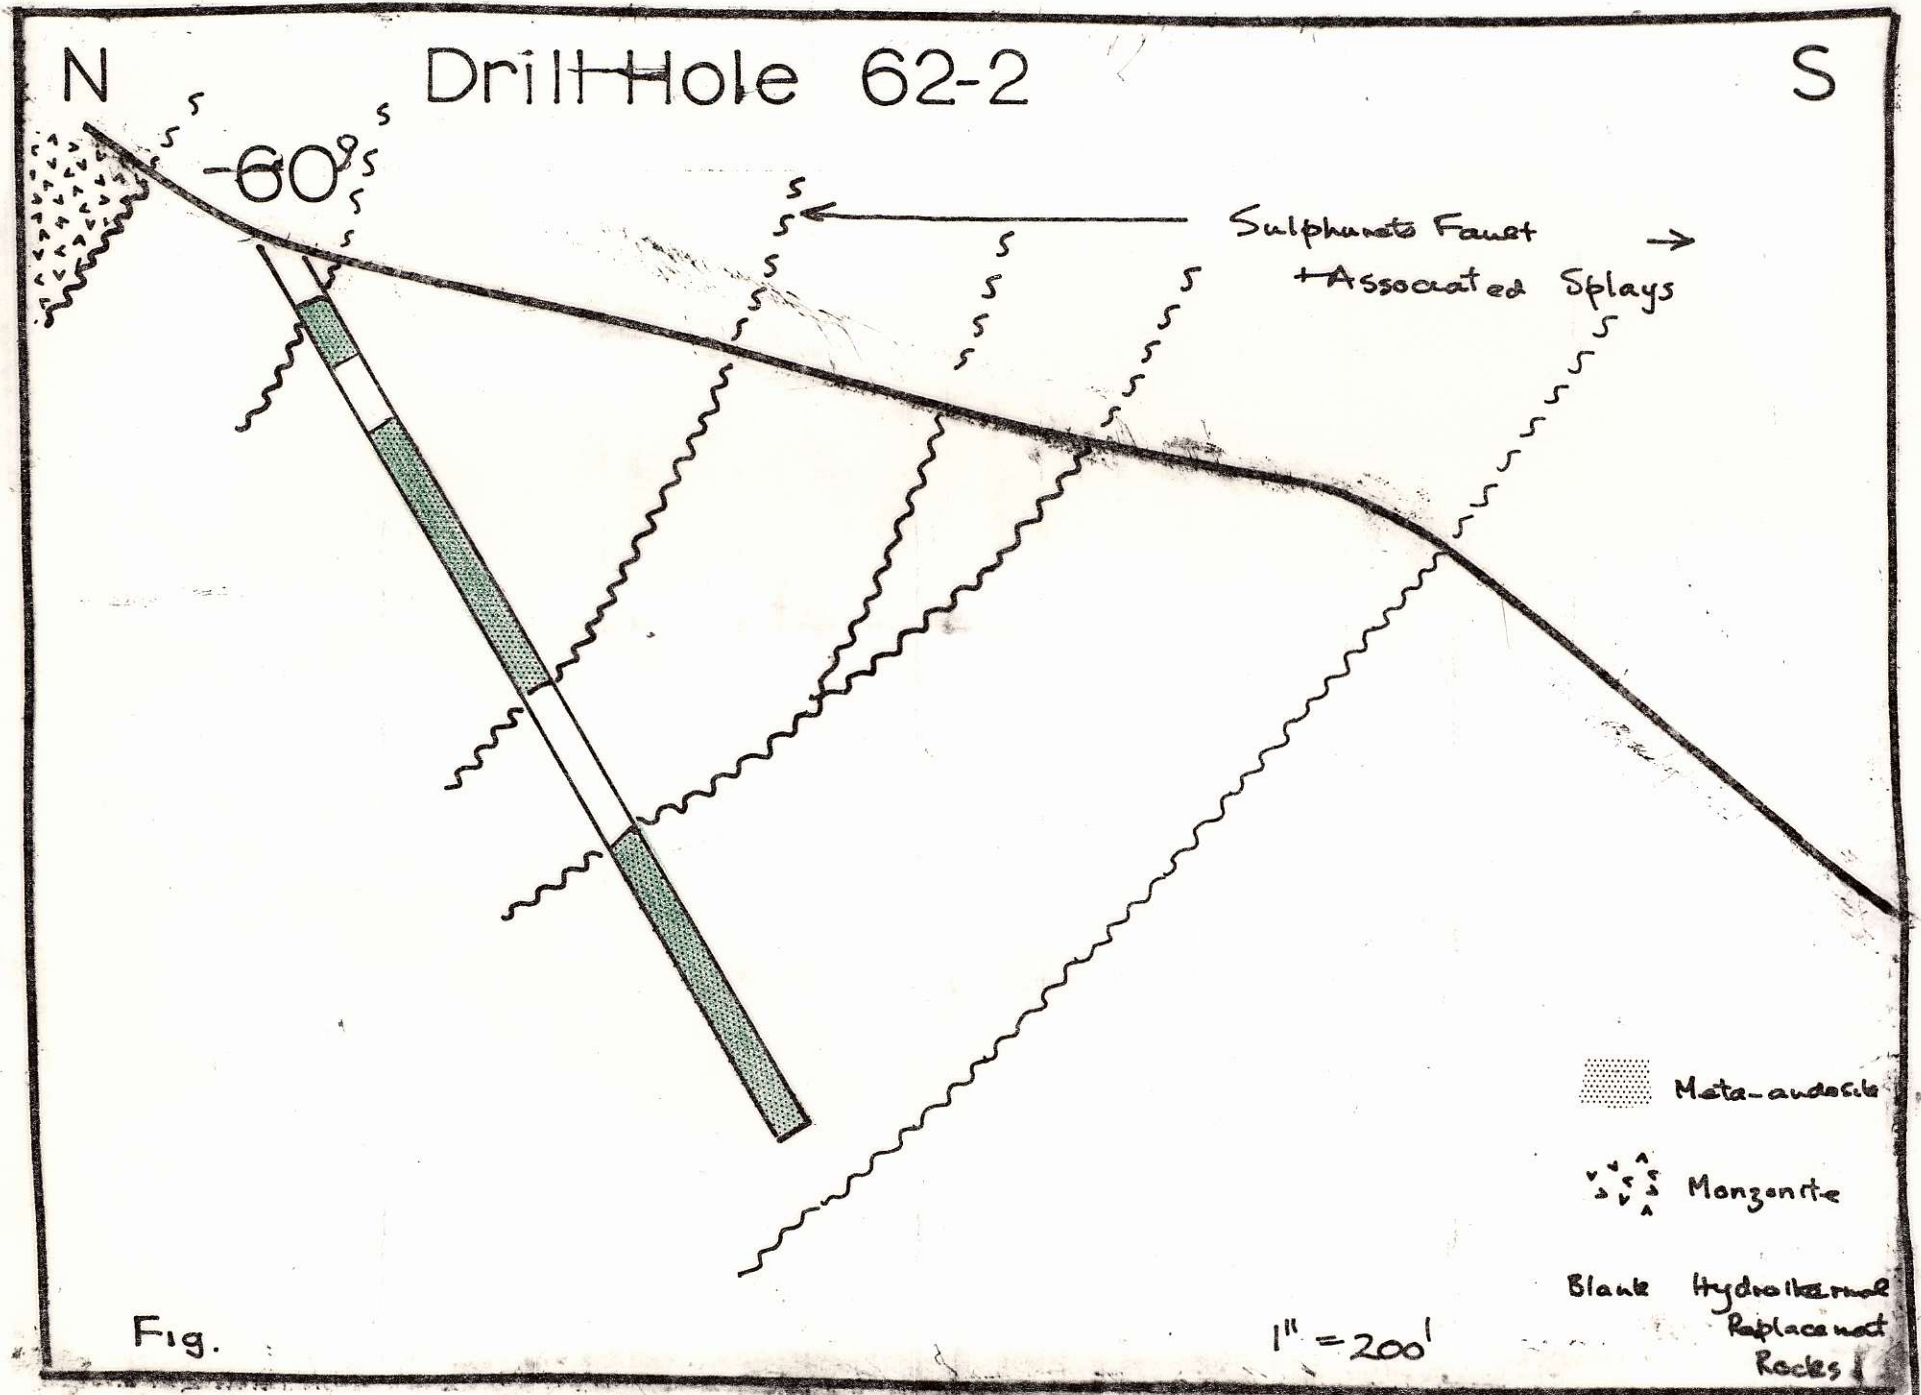 N Drill Hole 62-2 S
-60°
Sulphurets Fault →
+ Associated Splays
Meta-andesite
Monzonite
Blank Hydrothermal
Replacement
Rocks
Fig.
1" = 200'